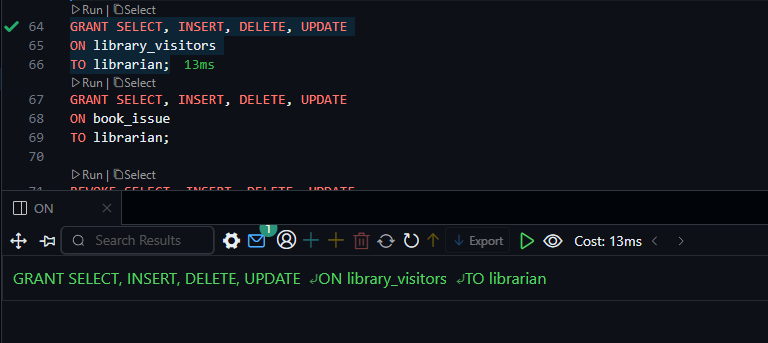 Run | Select
64 GRANT SELECT, INSERT, DELETE, UPDATE
65 ON library_visitors
66 TO librarian; 13ms
Run | Select
67 GRANT SELECT, INSERT, DELETE, UPDATE
68 ON book_issue
69 TO librarian;
70
Run | Select
71 REVOKE SELECT, INSERT, DELETE, UPDATE
ON
Search Results 1 Export Cost: 13ms
GRANT SELECT, INSERT, DELETE, UPDATE ↲ON library_visitors ↲TO librarian